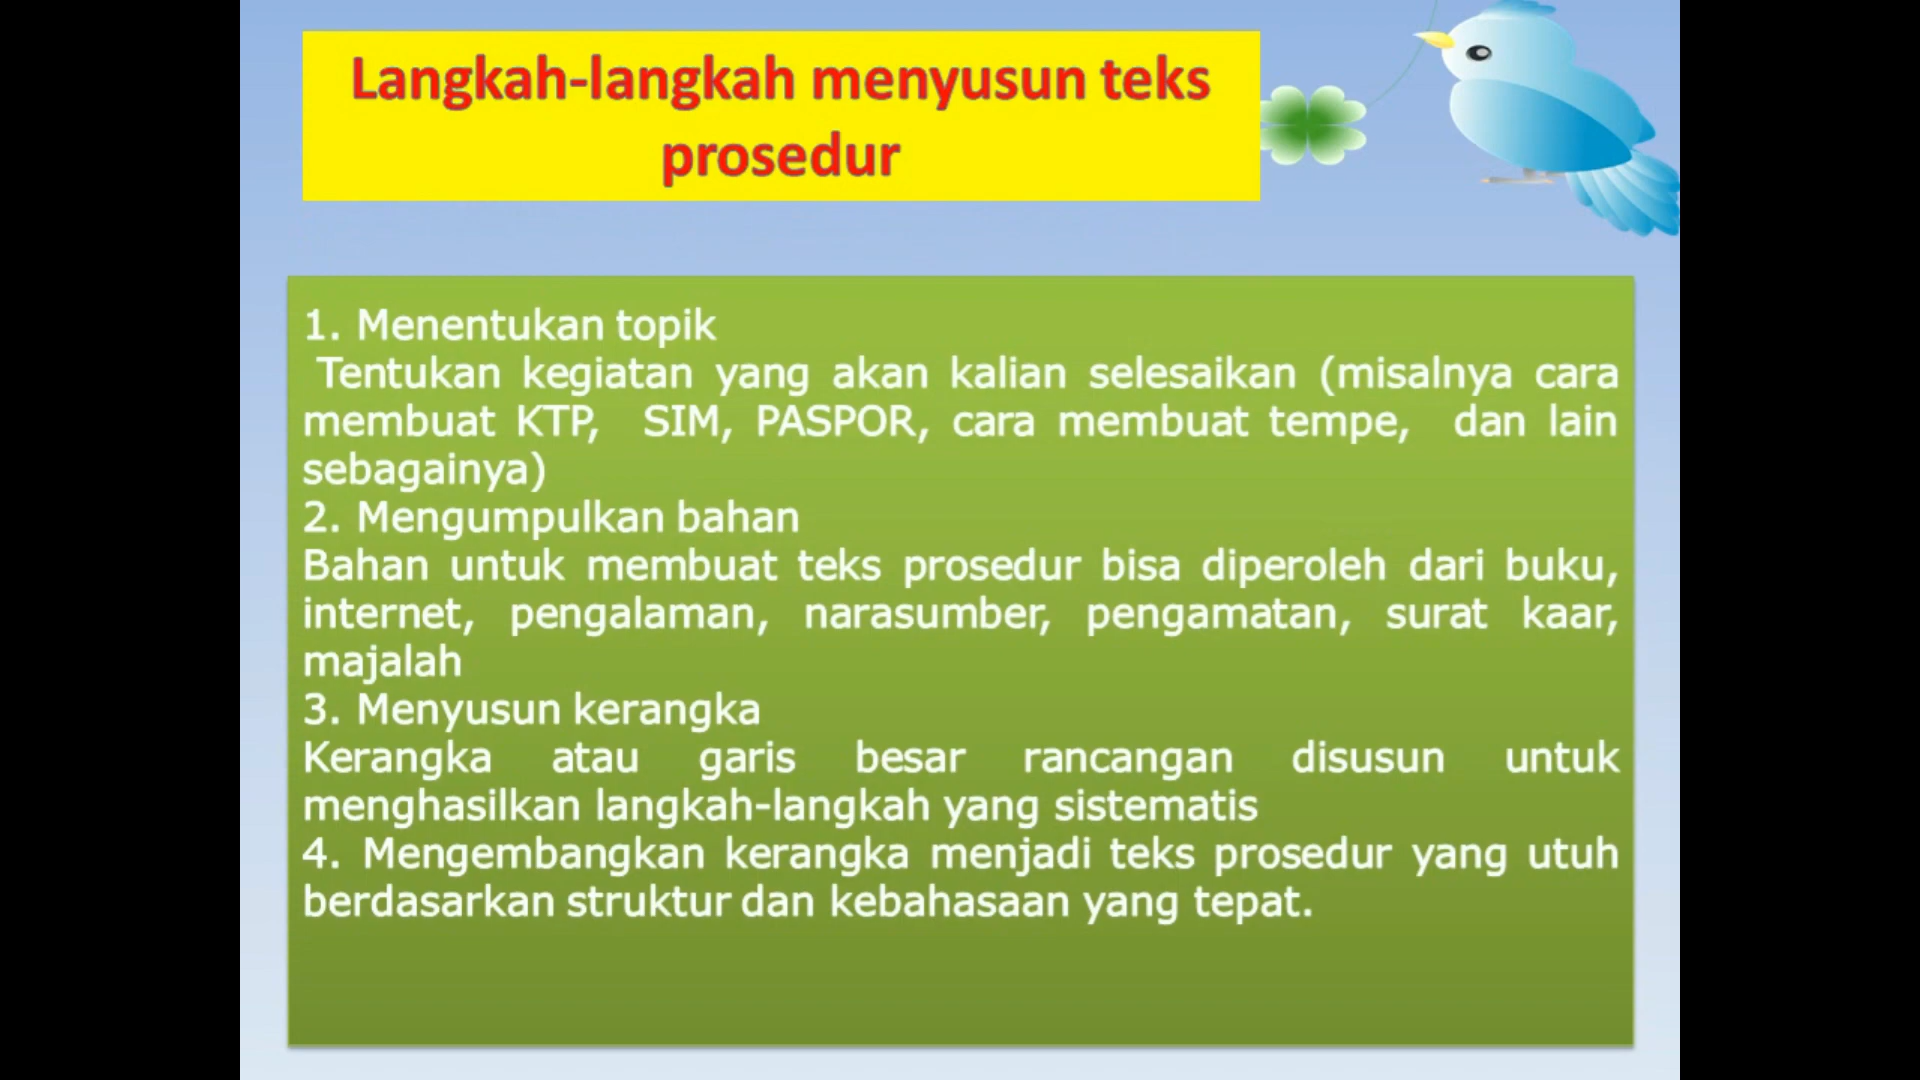 Langkah-langkah menyusun teks
prosedur
1. Menentukan topik
Tentukan kegiatan yang akan kalian selesaikan (misalnya cara
membuat KTP, SIM, PASPOR, cara membuat tempe, dan lain
sebagainya)
2. Mengumpulkan bahan
Bahan untuk membuat teks prosedur bisa diperoleh dari buku,
internet, pengalaman, narasumber, pengamatan, surat kaar,
majalah
3. Menyusun kerangka
Kerangka atau garis besar rancangan disusun untuk
menghasilkan langkah-langkah yang sistematis
4. Mengembangkan kerangka menjadi teks prosedur yang utuh
berdasarkan struktur dan kebahasaan yang tepat.